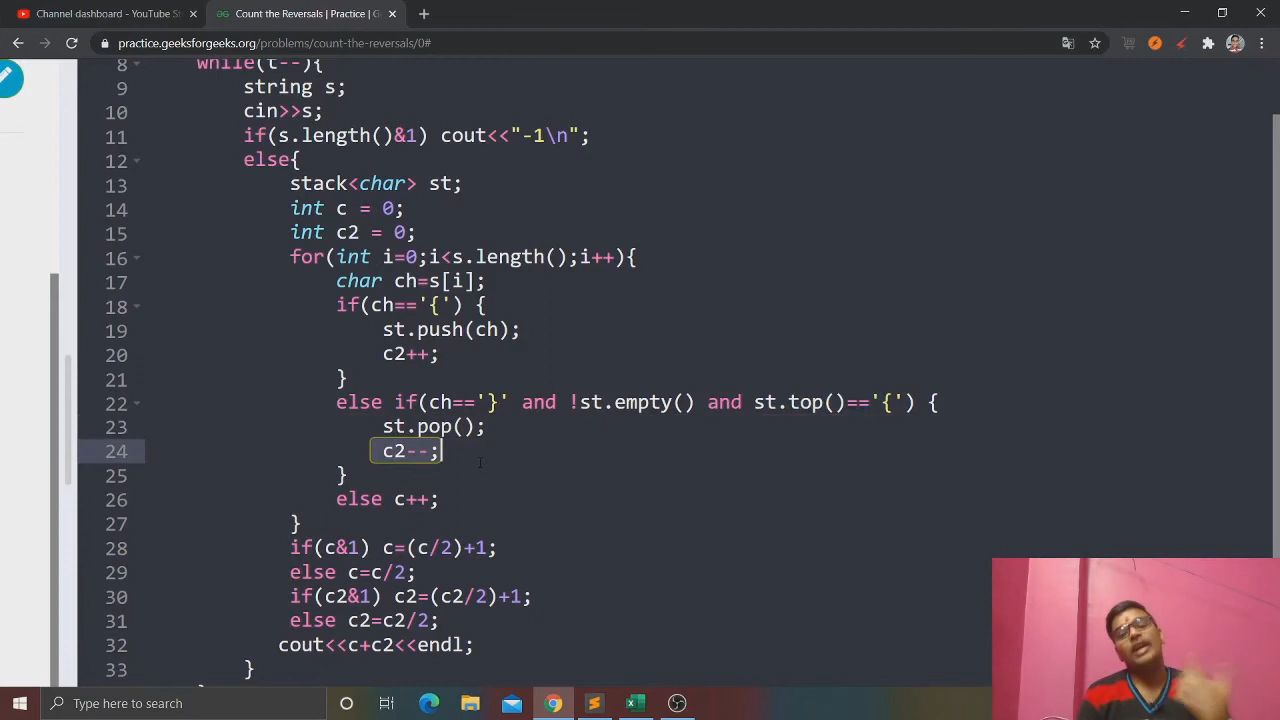 Channel dashboard - YouTube St
Count the Reversals | Practice | G
practice.geeksforgeeks.org/problems/count-the-reversals/0#
8 while(t--){
9 string s;
10 cin>>s;
11 if(s.length()&1) cout<<"-1\n";
12 else{
13 stack<char> st;
14 int c = 0;
15 int c2 = 0;
16 for(int i=0;i<s.length();i++){
17 char ch=s[i];
18 if(ch=='{') {
19 st.push(ch);
20 c2++;
21 }
22 else if(ch=='}' and !st.empty() and st.top()=='{') {
23 st.pop();
24 c2--;
25 }
26 else c++;
27 }
28 if(c&1) c=(c/2)+1;
29 else c=c/2;
30 if(c2&1) c2=(c2/2)+1;
31 else c2=c2/2;
32 cout<<c+c2<<endl;
33 }
Type here to search